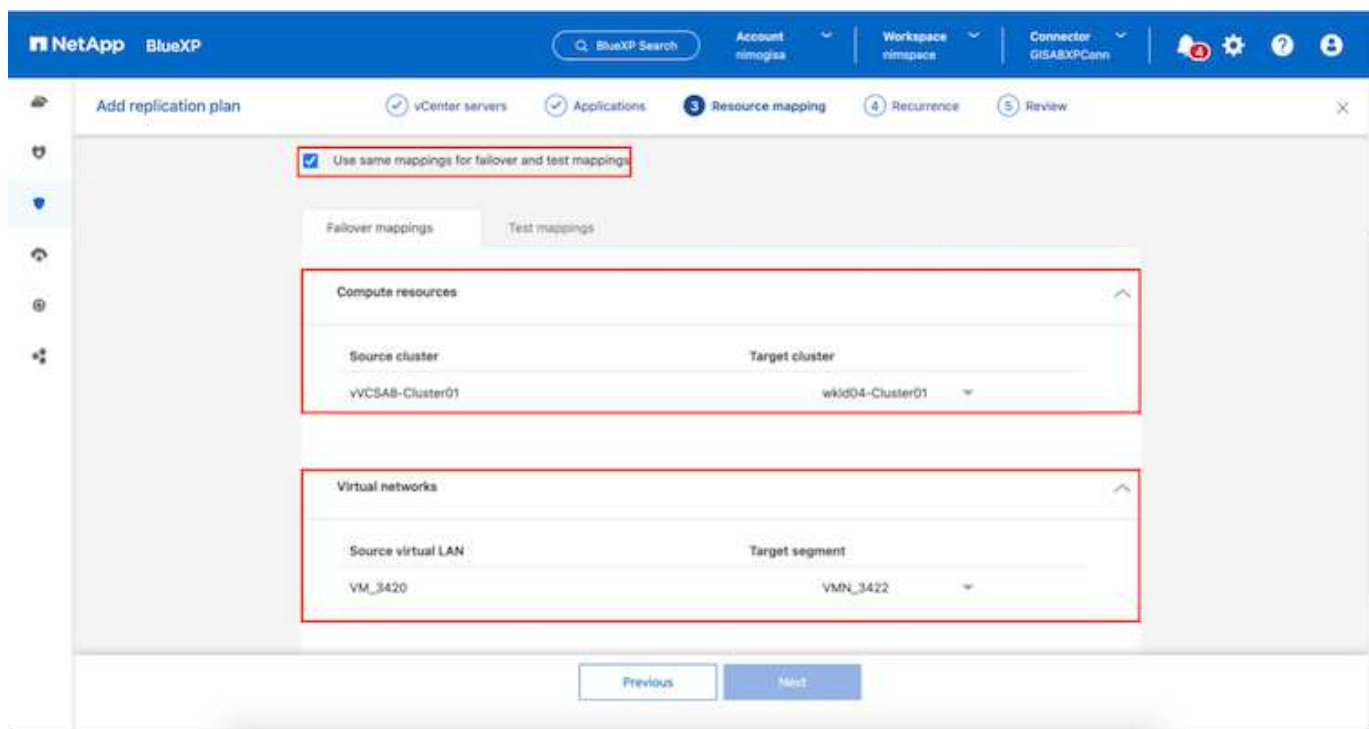 NetApp BlueXP BlueXP Search Account nimogisa Workspace nimspace Connector GISABXPConn 4
Add replication plan vCenter servers Applications 3 Resource mapping 4 Recurrence 5 Review
Use same mappings for failover and test mappings
Failover mappings Test mappings
Compute resources
Source cluster Target cluster
vVCSA8-Cluster01 wkld04-Cluster01
Virtual networks
Source virtual LAN Target segment
VM_3420 VMN_3422
Previous Next